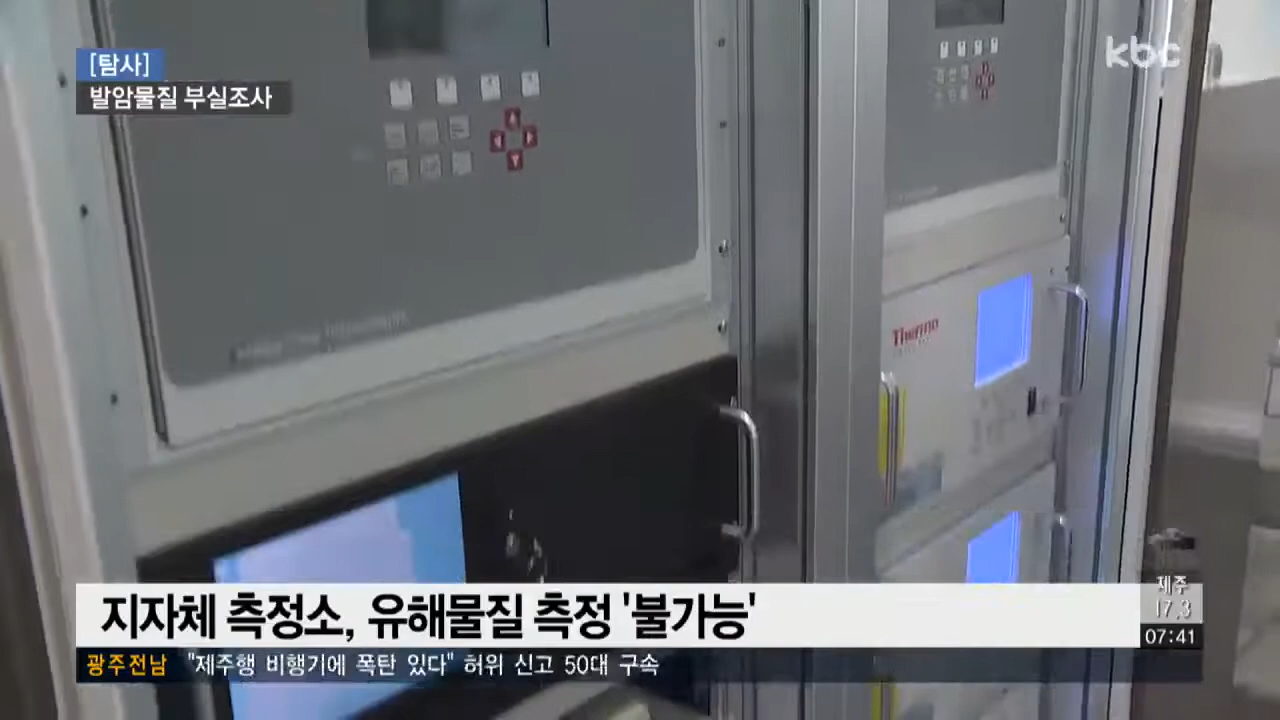 [탐사]
발암물질 부실조사
kbc
Thermo
지자체 측정소, 유해물질 측정 '불가능'
제주
17.3
07:41
광주전남 "제주행 비행기에 폭탄 있다" 허위 신고 50대 구속